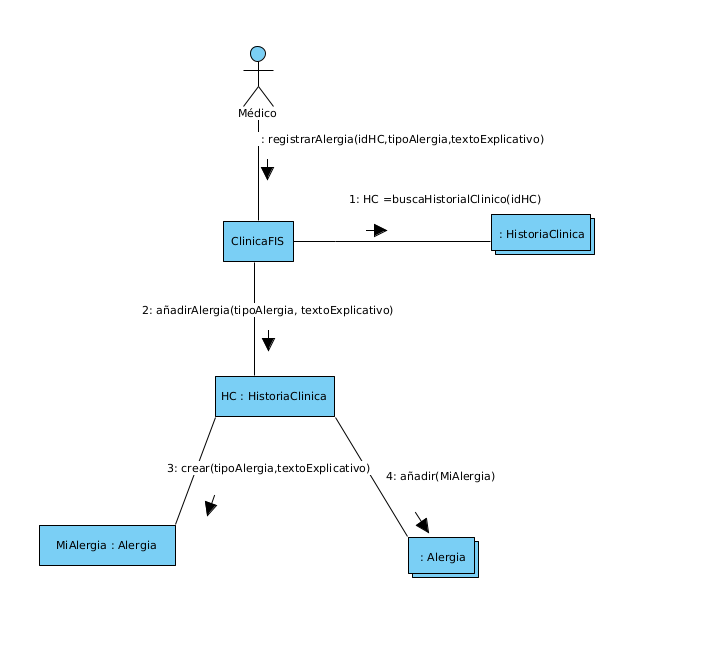 Médico
: registrarAlergia(idHC,tipoAlergia,textoExplicativo)
1: HC =buscaHistorialClinico(idHC)
ClinicaFIS
: HistoriaClinica
2: añadirAlergia(tipoAlergia, textoExplicativo)
HC : HistoriaClinica
3: crear(tipoAlergia,textoExplicativo)
4: añadir(MiAlergia)
MiAlergia : Alergia
: Alergia